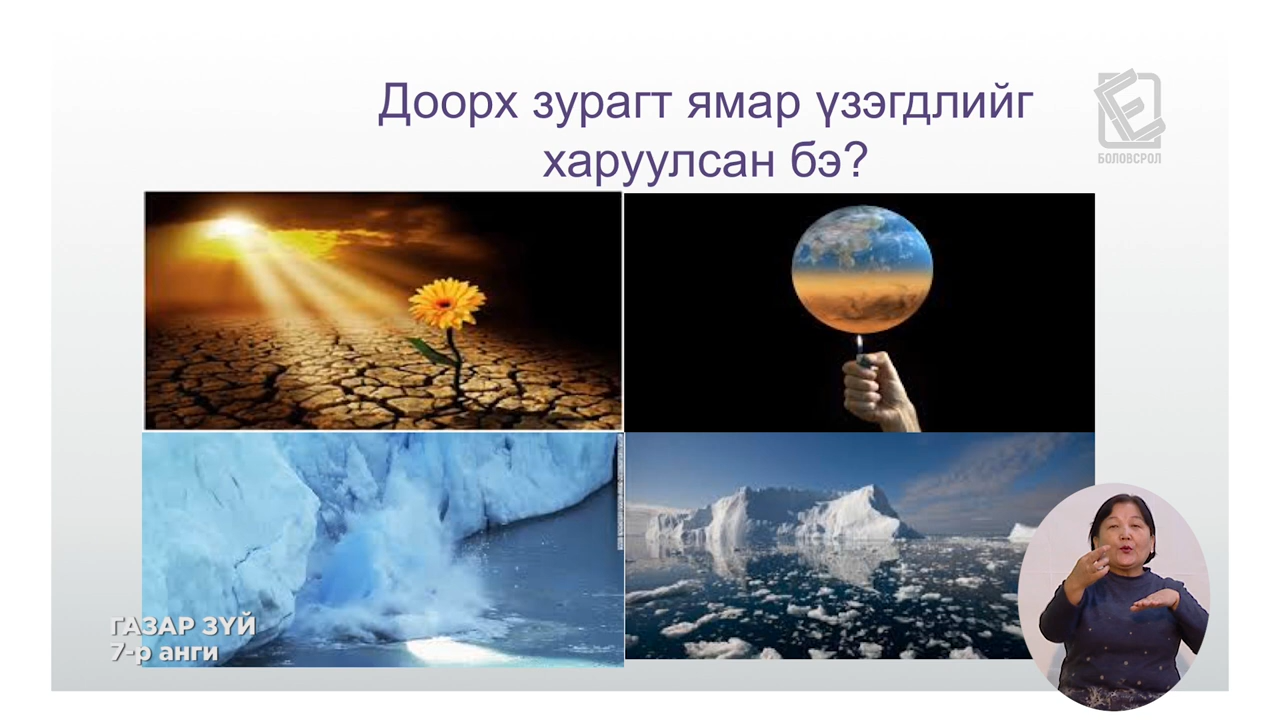 Доорх зурагт ямар үзэгдлийг
харуулсан бэ?
БОЛОВСРОЛ
ГАЗАР ЗҮЙ
7-р анги